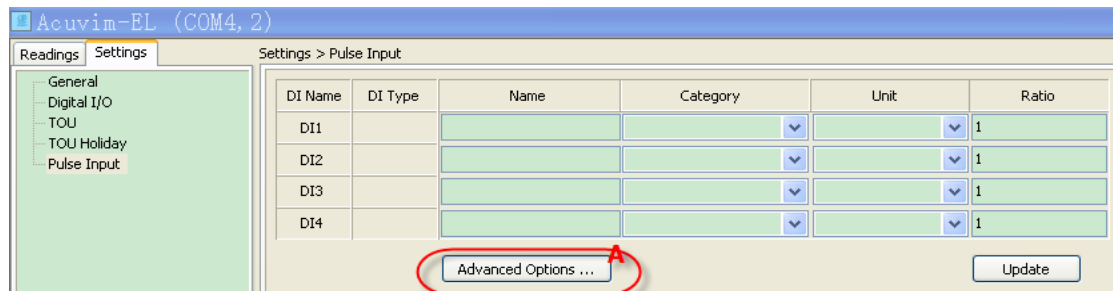 Acuvim-EL (COM4,2)
Readings Settings Settings > Pulse Input
General
Digital I/O
TOU
TOU Holiday
Pulse Input
DI Name DI Type Name Category Unit Ratio
DI1 1
DI2 1
DI3 1
DI4 1
A
Advanced Options ... Update